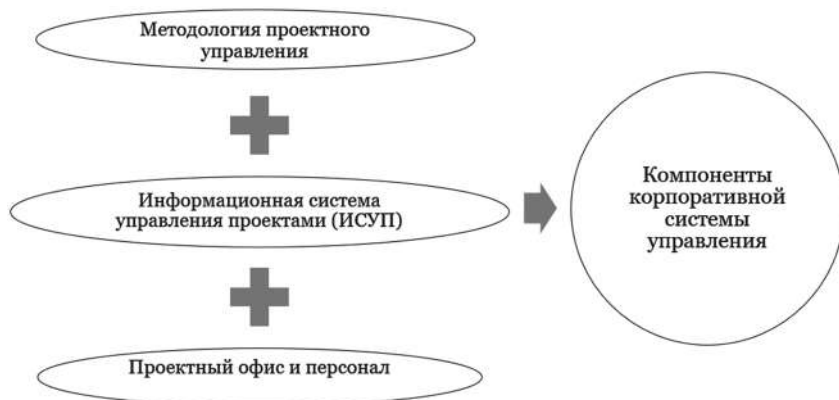 Методология проектного
управления
Информационная система
управления проектами (ИСУП)
Проектный офис и персонал
Компоненты
корпоративной
системы
управления